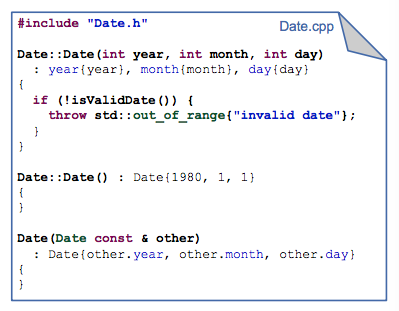 #include "Date.h"
Date.cpp
Date::Date(int year, int month, int day)
  : year{year}, month{month}, day{day}
{
  if (!isValidDate()) {
    throw std::out_of_range{"invalid date"};
  }
}
Date::Date() : Date{1980, 1, 1}
{
}
Date(Date const & other)
  : Date{other.year, other.month, other.day}
{
}